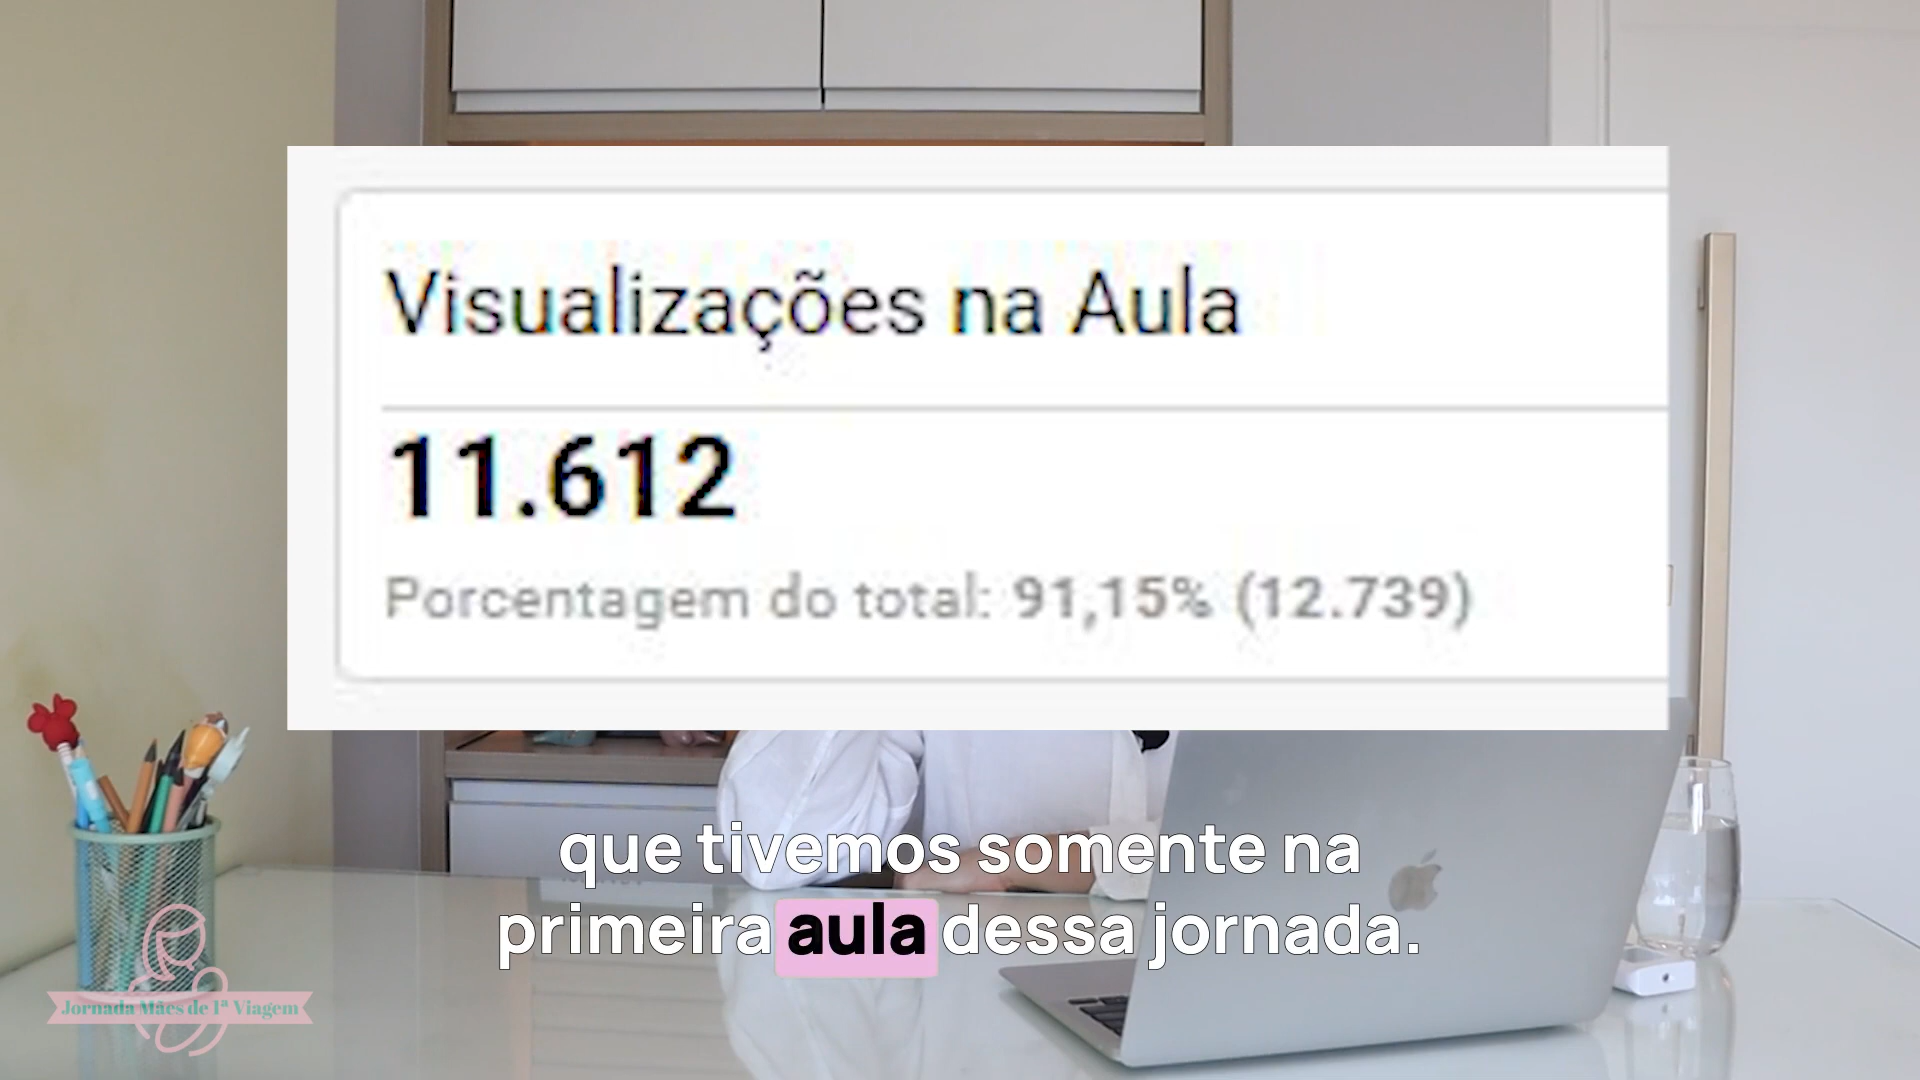 Visualizações na Aula
11.612
Porcentagem do total: 91,15% (12.739)
que tivemos somente na
primeira aula dessa jornada.
Jornada Mães de 1ª Viagem